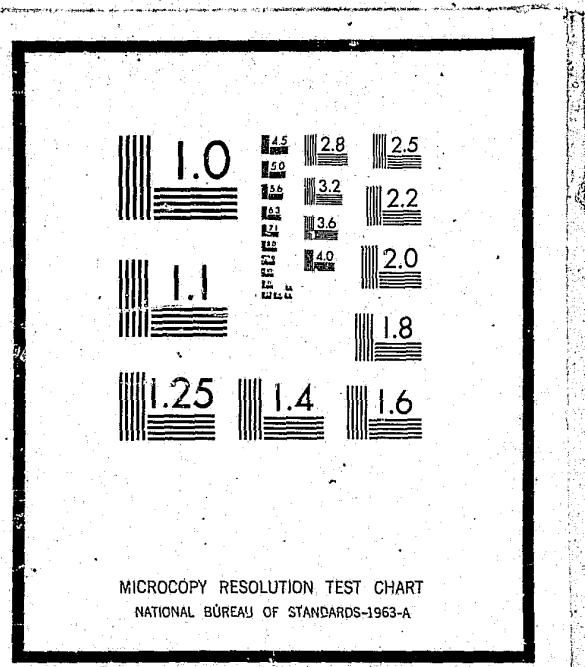 1.0
4.5 2.8 2.5
5.0
5.6 3.2 2.2
6.3
7.1 3.6
4.0 2.0
1.1
1.8
1.25 1.4 1.6
MICROCOPY RESOLUTION TEST CHART
NATIONAL BUREAU OF STANDARDS-1963-A